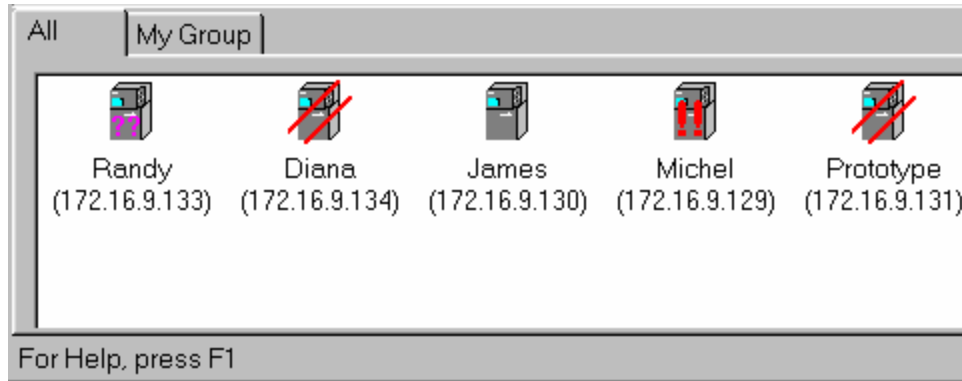 All My Group
?? !!
Randy Diana James Michel Prototype
(172.16.9.133) (172.16.9.134) (172.16.9.130) (172.16.9.129) (172.16.9.131)
For Help, press F1